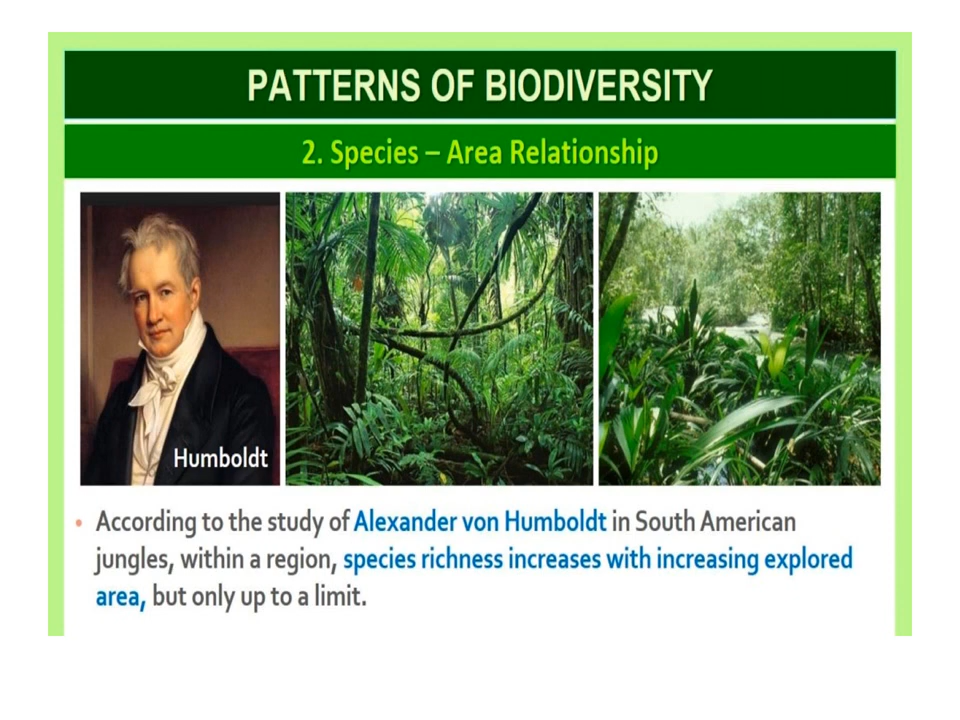 PATTERNS OF BIODIVERSITY
2. Species – Area Relationship
Humboldt
• According to the study of Alexander von Humboldt in South American
jungles, within a region, species richness increases with increasing explored
area, but only up to a limit.